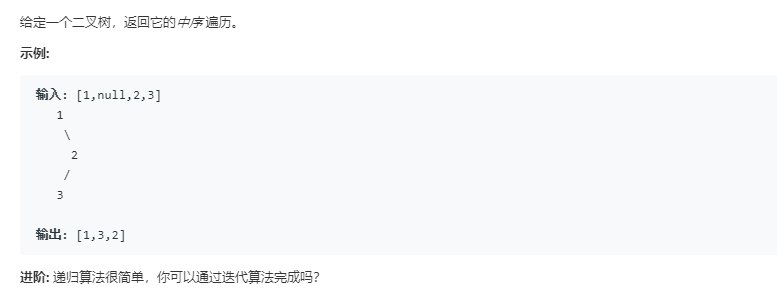 给定一个二叉树，返回它的中序 遍历。
示例:
输入: [1,null,2,3]
1
\
2
/
3
输出: [1,3,2]
进阶: 递归算法很简单，你可以通过迭代算法完成吗？